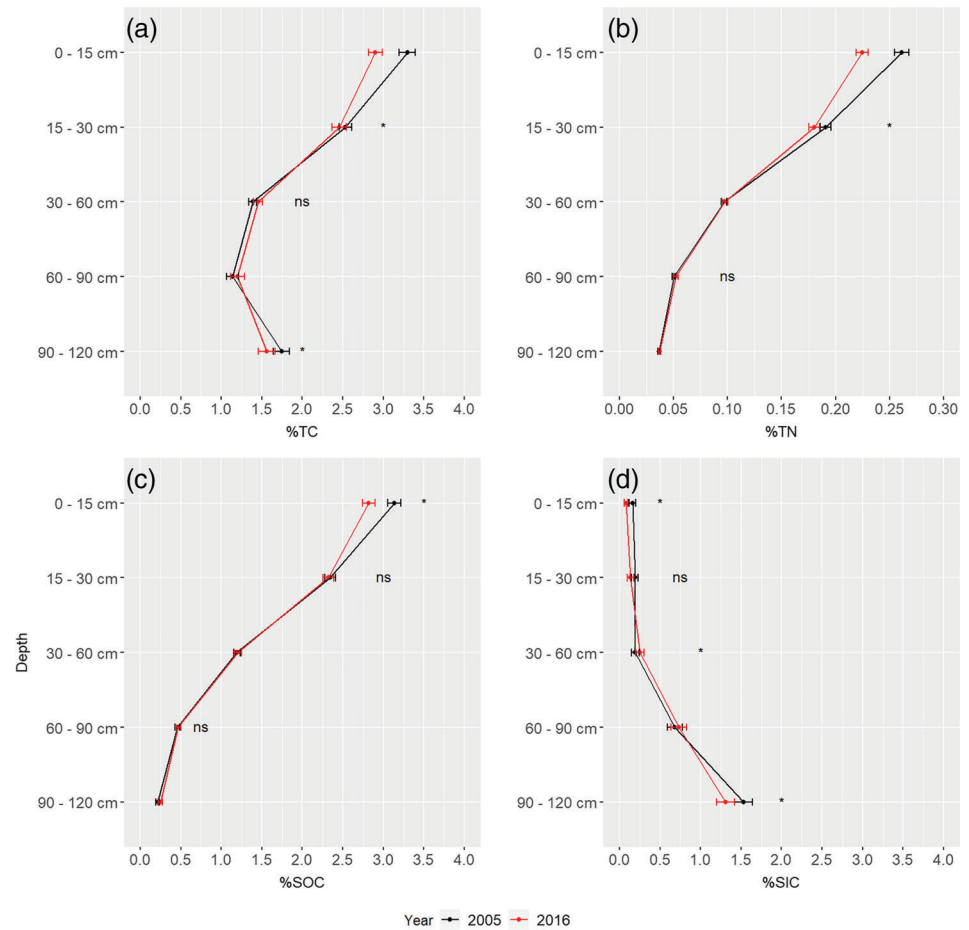 (a)
0 - 15 cm
15 - 30 cm *
30 - 60 cm ns
60 - 90 cm
90 - 120 cm *
0.0 0.5 1.0 1.5 2.0 2.5 3.0 3.5 4.0
%TC
(b)
0 - 15 cm
15 - 30 cm *
30 - 60 cm
60 - 90 cm ns
90 - 120 cm
0.00 0.05 0.10 0.15 0.20 0.25 0.30
%TN
(c)
0 - 15 cm *
15 - 30 cm ns
30 - 60 cm
60 - 90 cm ns
90 - 120 cm
Depth
0.0 0.5 1.0 1.5 2.0 2.5 3.0 3.5 4.0
%SOC
(d)
0 - 15 cm *
15 - 30 cm ns
30 - 60 cm *
60 - 90 cm
90 - 120 cm *
0.0 0.5 1.0 1.5 2.0 2.5 3.0 3.5 4.0
%SIC
Year 2005 2016